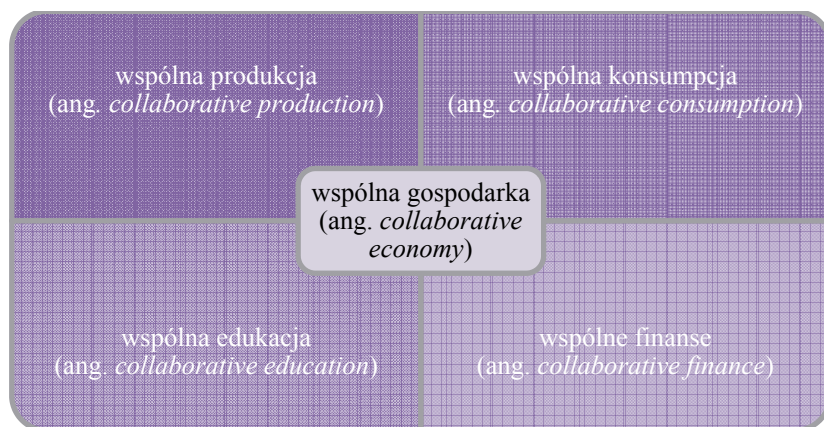 wspólna produkcja
(ang. collaborative production)
wspólna konsumpcja
(ang. collaborative consumption)
wspólna gospodarka
(ang. collaborative
economy)
wspólna edukacja
(ang. collaborative education)
wspólne finanse
(ang. collaborative finance)